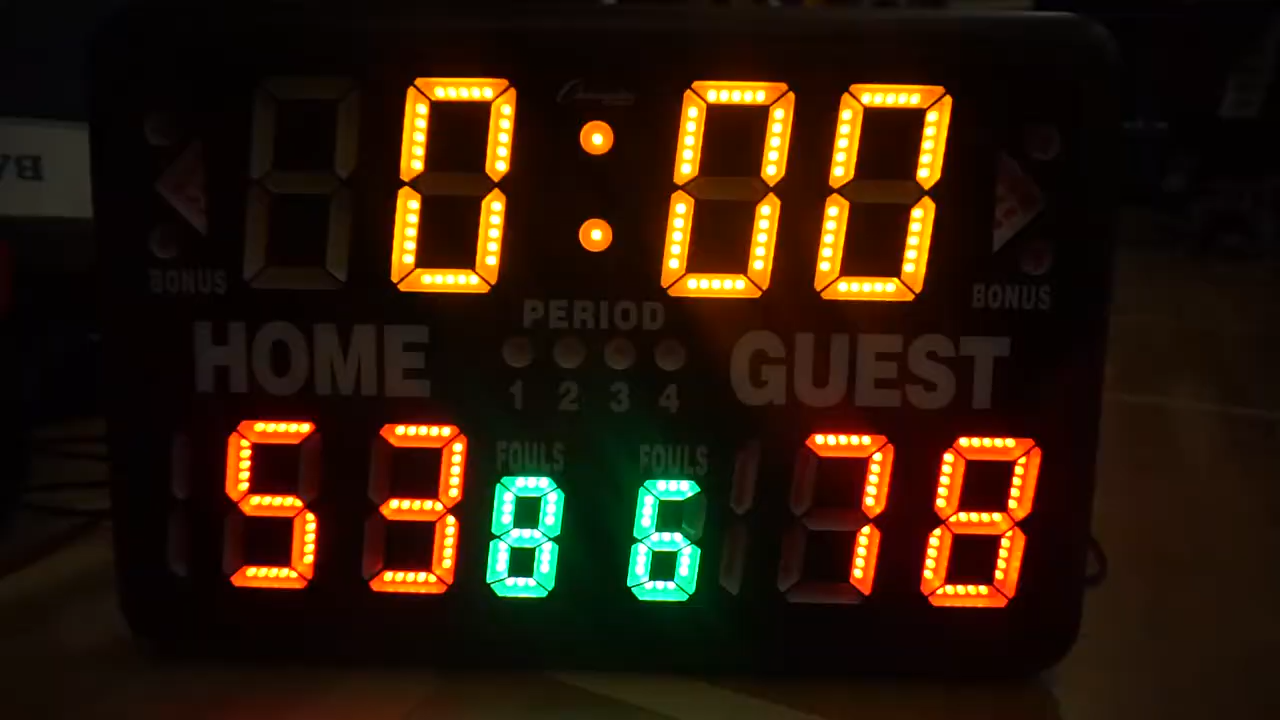 0:00
BONUS
BONUS
PERIOD
HOME
GUEST
1 2 3 4
FOULS FOULS
53 8 6 78